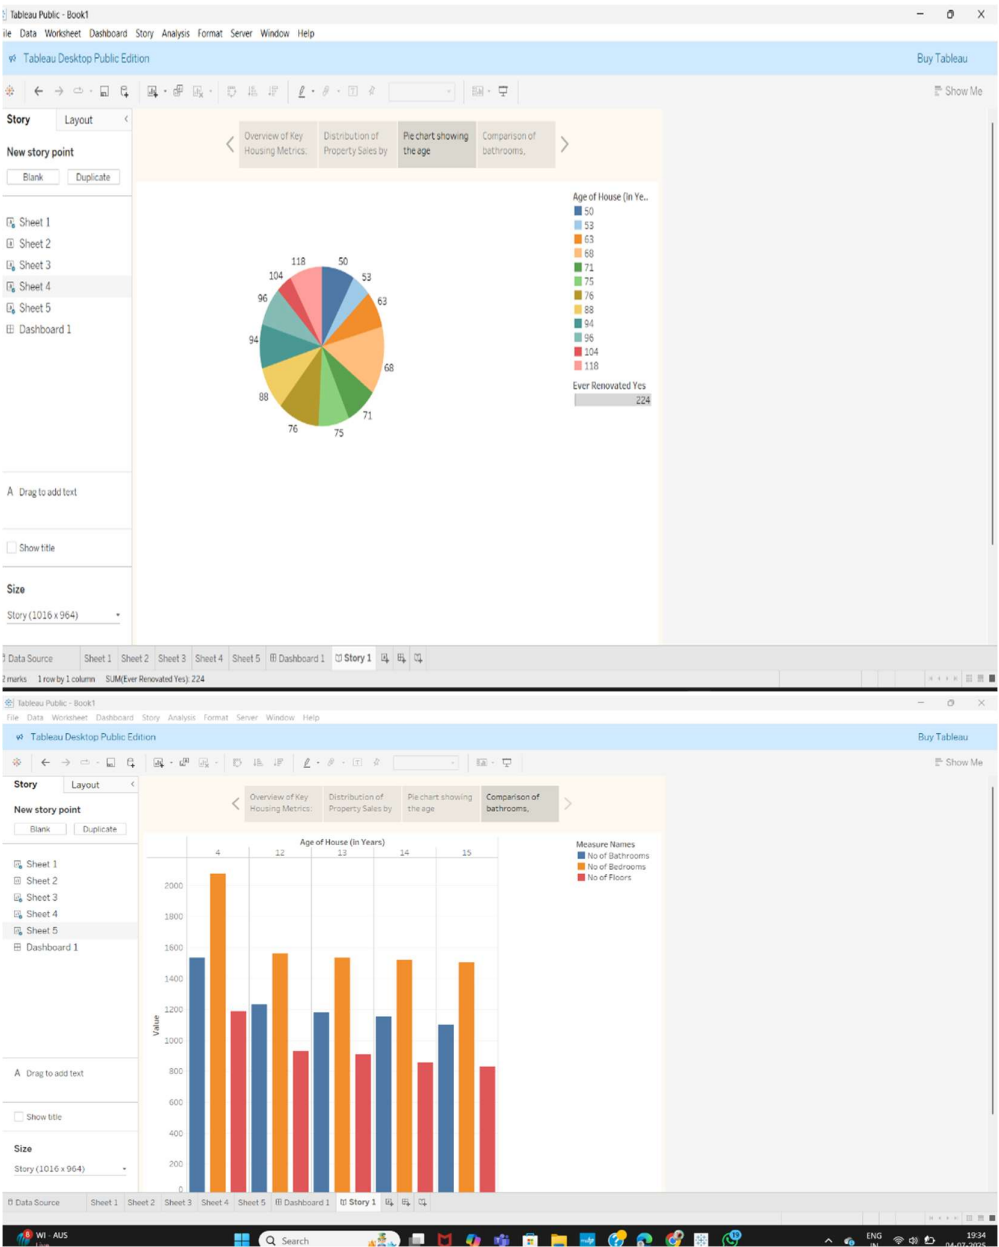 Tableau Public - Book1
ile Data Worksheet Dashboard Story Analysis Format Server Window Help
Tableau Desktop Public Edition Buy Tableau
Show Me
Story Layout
New story point
Blank Duplicate
Sheet 1
Sheet 2
Sheet 3
Sheet 4
Sheet 5
Dashboard 1
A Drag to add text
Show title
Size
Story (1016 x 964)
Overview of Key Housing Metrics:
Distribution of Property Sales by
Pie chart showing the age
Comparison of bathrooms,
118 50
104 53
96 63
94
68
88
71
76 75
Age of House (In Ye..
50
53
63
68
71
75
76
88
94
96
104
118
Ever Renovated Yes
224
Data Source Sheet 1 Sheet 2 Sheet 3 Sheet 4 Sheet 5 Dashboard 1 Story 1
2 marks 1 row by 1 column SUM(Ever Renovated Yes): 224
Tableau Public - Book1
File Data Worksheet Dashboard Story Analysis Format Server Window Help
Tableau Desktop Public Edition Buy Tableau
Show Me
Story Layout
New story point
Blank Duplicate
Sheet 1
Sheet 2
Sheet 3
Sheet 4
Sheet 5
Dashboard 1
A Drag to add text
Show title
Size
Story (1016 x 964)
Overview of Key Housing Metrics:
Distribution of Property Sales by
Pie chart showing the age
Comparison of bathrooms,
Age of House (In Years)
4 12 13 14 15
2000
1800
1600
1400
1200
1000
800
600
400
200
0
Value
Measure Names
No of Bathrooms
No of Bedrooms
No of Floors
Data Source Sheet 1 Sheet 2 Sheet 3 Sheet 4 Sheet 5 Dashboard 1 Story 1
WI - AUS
Live
Search
ENG
IN
19:34
04-07-2025